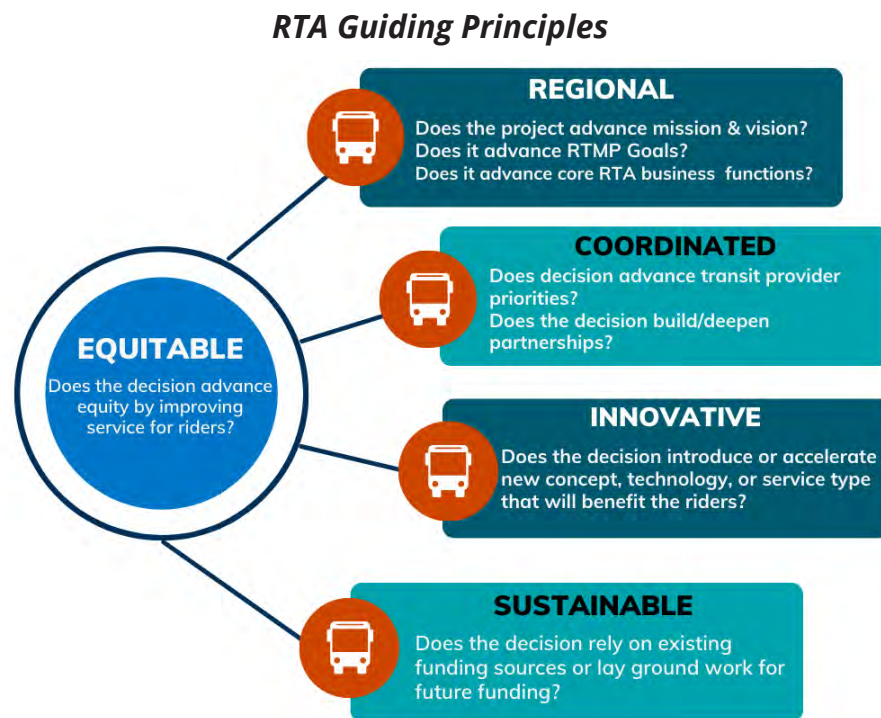 RTA Guiding Principles
REGIONAL
Does the project advance mission & vision?
Does it advance RTMP Goals?
Does it advance core RTA business functions?
COORDINATED
Does decision advance transit provider
priorities?
Does the decision build/deepen
partnerships?
EQUITABLE
Does the decision advance
equity by improving
service for riders?
INNOVATIVE
Does the decision introduce or accelerate
new concept, technology, or service type
that will benefit the riders?
SUSTAINABLE
Does the decision rely on existing
funding sources or lay ground work for
future funding?